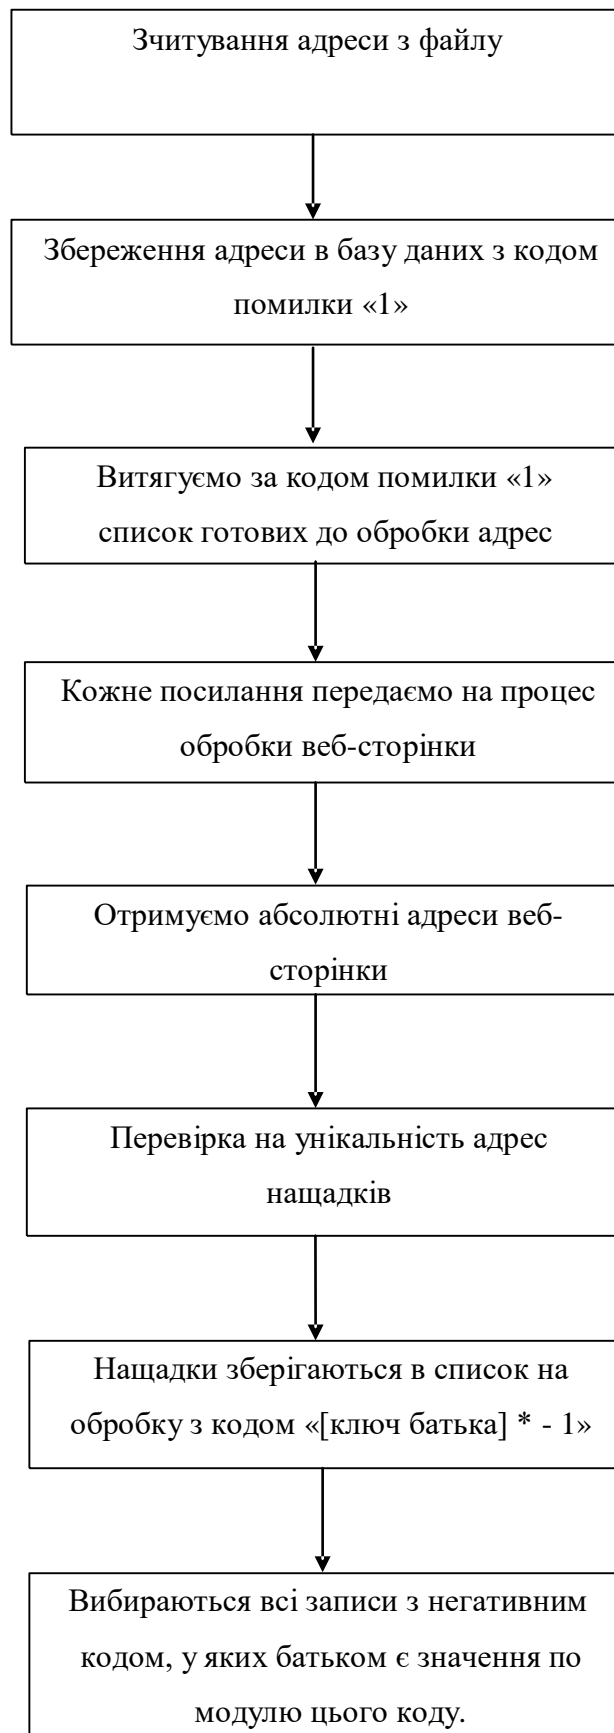 Зчитування адреси з файлу
Збереження адреси в базу даних з кодом
помилки «1»
Витягуємо за кодом помилки «1»
список готових до обробки адрес
Кожне посилання передаємо на процес
обробки веб-сторінки
Отримуємо абсолютні адреси веб-
сторінки
Перевірка на унікальність адрес
нащадків
Нащадки зберігаються в список на
обробку з кодом «[ключ батька] * - 1»
Вибираються всі записи з негативним
кодом, у яких батьком є значення по
модулю цього коду.